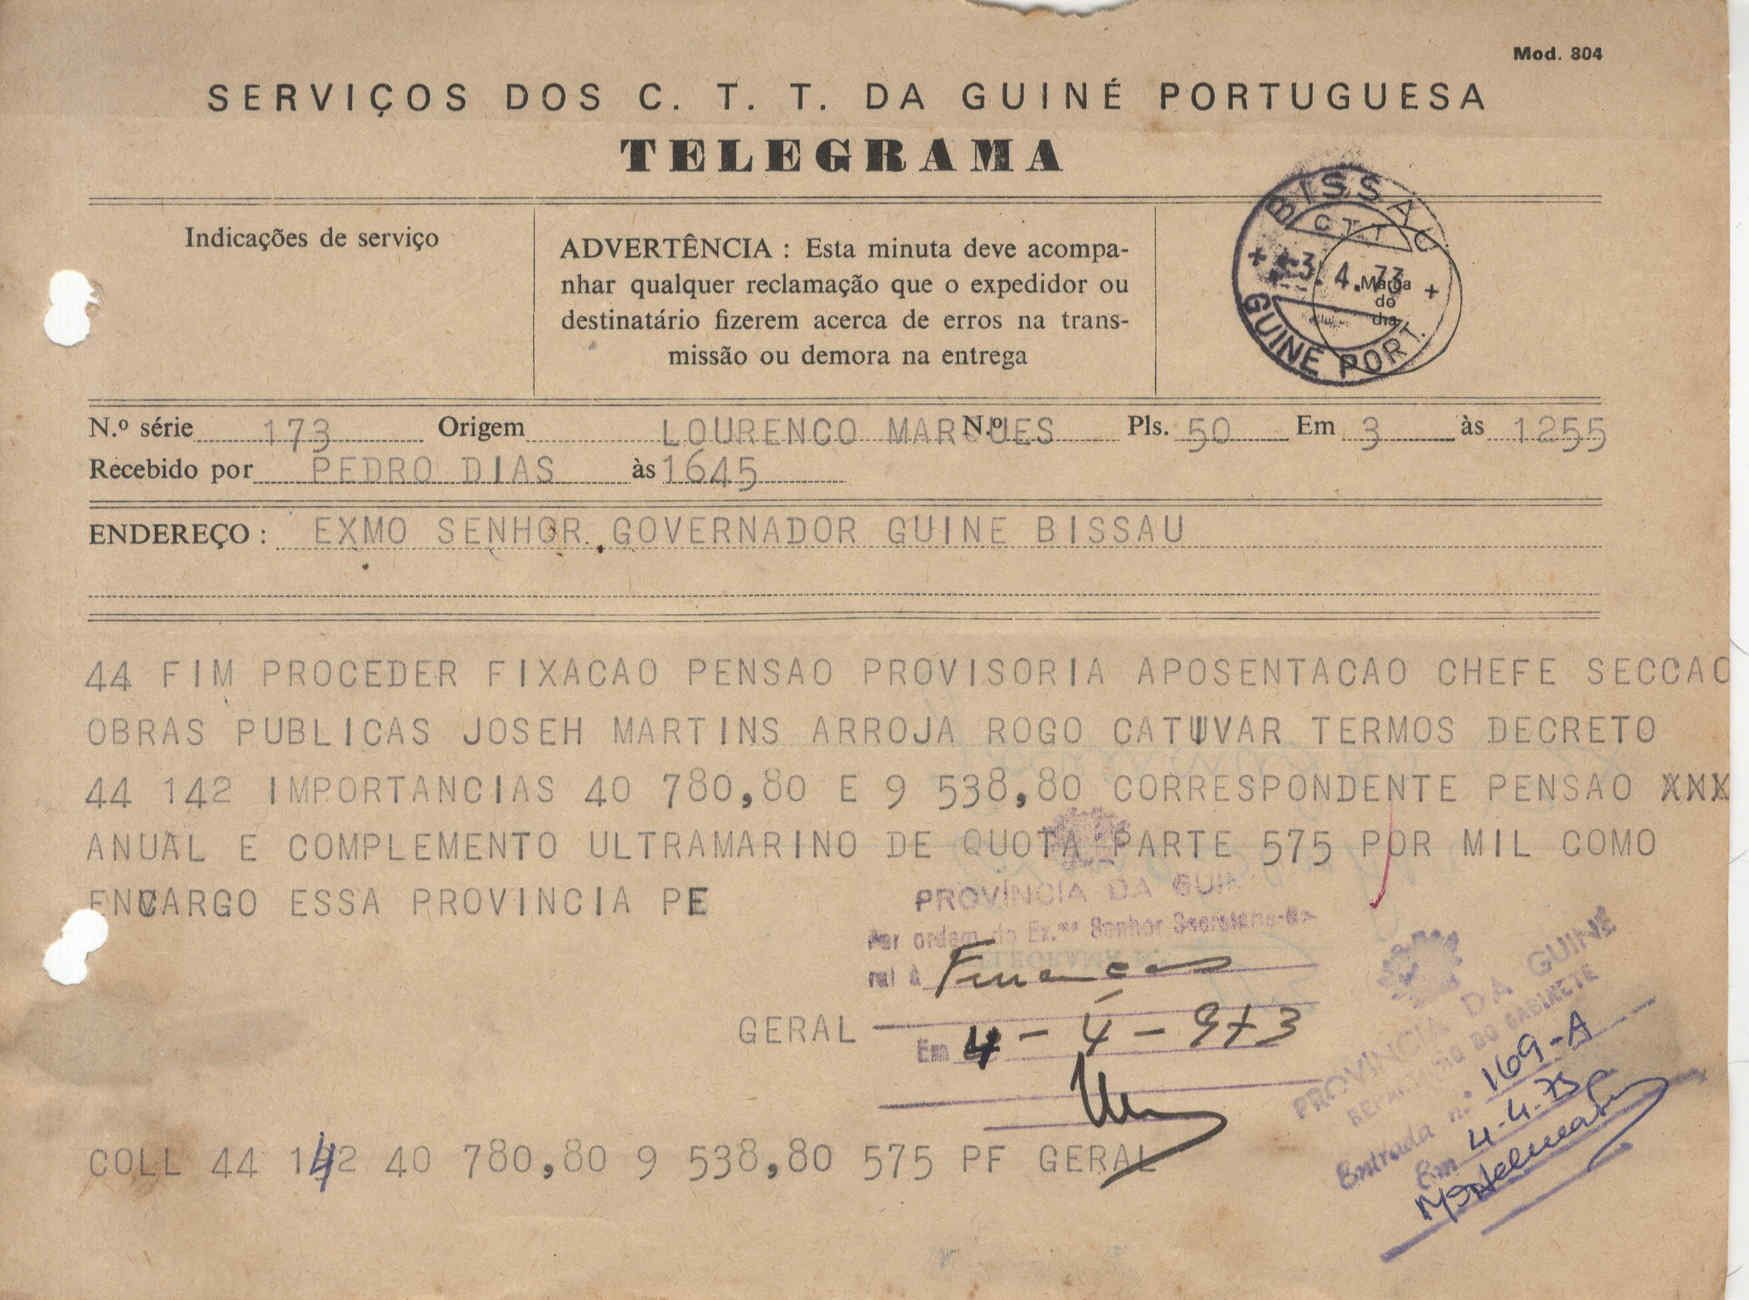 Mod. 804
SERVIÇOS DOS C. T. T. DA GUINÉ PORTUGUESA
TELEGRAMA
Indicações de serviço
ADVERTÊNCIA : Esta minuta deve acompa-
nhar qualquer reclamação que o expedidor ou
destinatário fizerem acerca de erros na trans-
missão ou demora na entrega
BISSAU
C.T.T.
3. 4. 73
Marca
do
dia
GUINÉ PORT.
N.º série 173 Origem LOURENCO MARQUES N.º Pls. 50 Em 3 às 1255
Recebido por PEDRO DIAS às 1645
ENDEREÇO : EXMO SENHOR GOVERNADOR GUINE BISSAU
44 FIM PROCEDER FIXACAO PENSAO PROVISORIA APOSENTACAO CHEFE SECCAO
OBRAS PUBLICAS JOSEH MARTINS ARROJA ROGO CATIVAR TERMOS DECRETO
44 142 IMPORTANCIAS 40 780,80 E 9 538,80 CORRESPONDENTE PENSAO XNX
ANUAL E COMPLEMENTO ULTRAMARINO DE QUOTA PARTE 575 POR MIL COMO
ENCARGO ESSA PROVINCIA PE
PROVÍNCIA DA GUINÉ
Por ordem do Ex.mo Senhor Secretário-Ge-
ral à Finanças
GERAL
Em 4 - 4 - 973
PROVÍNCIA DA GUINÉ
REPARTIÇÃO DO GABINETE
Entrada n.º 169-A
Em 4-4-73
COLL 44 142 40 780,80 9 538,80 575 PF GERAL